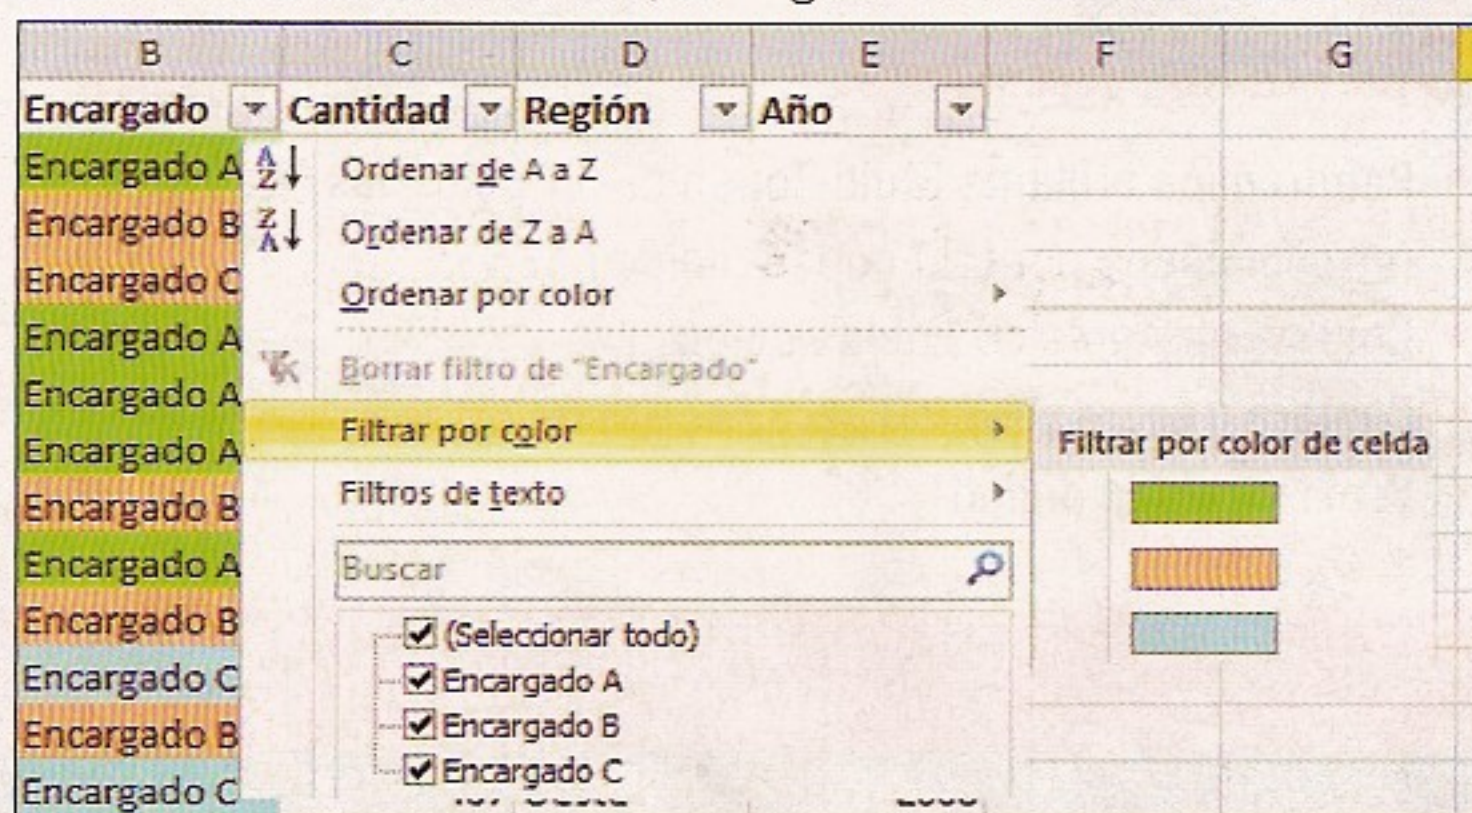 B C D E F G
Encargado Cantidad Región Año
Encargado A
Encargado B
Encargado C
Encargado A
Encargado A
Encargado A
Encargado B
Encargado A
Encargado B
Encargado C
Encargado B
Encargado C
Ordenar de A a Z
Ordenar de Z a A
Ordenar por color
Borrar filtro de "Encargado"
Filtrar por color
Filtros de texto
Buscar
(Seleccionar todo)
Encargado A
Encargado B
Encargado C
Filtrar por color de celda